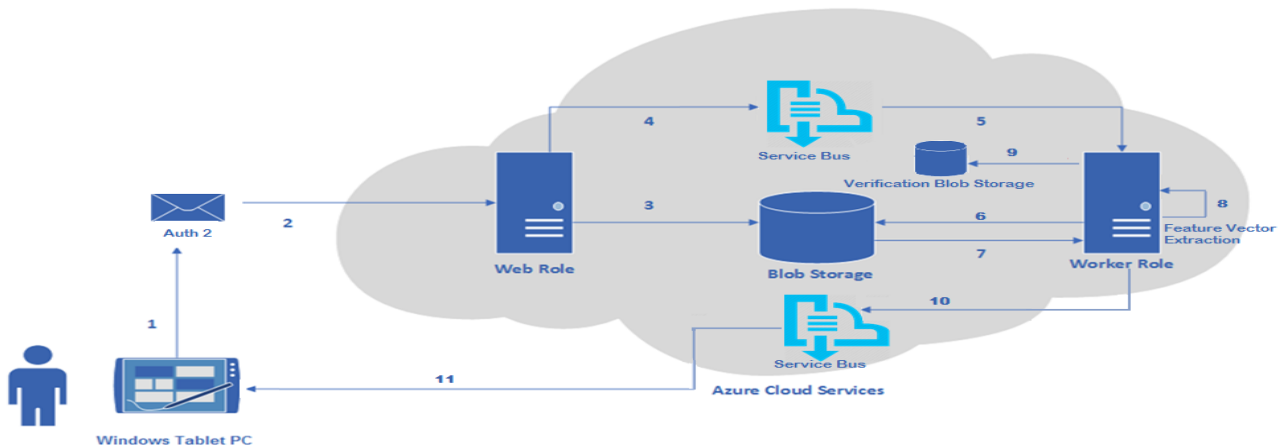 4
5
Service Bus
9
Verification Blob Storage
Auth 2
2
3
6
8
Feature Vector
Extraction
7
Web Role
Blob Storage
Worker Role
10
1
Service Bus
11
Azure Cloud Services
Windows Tablet PC